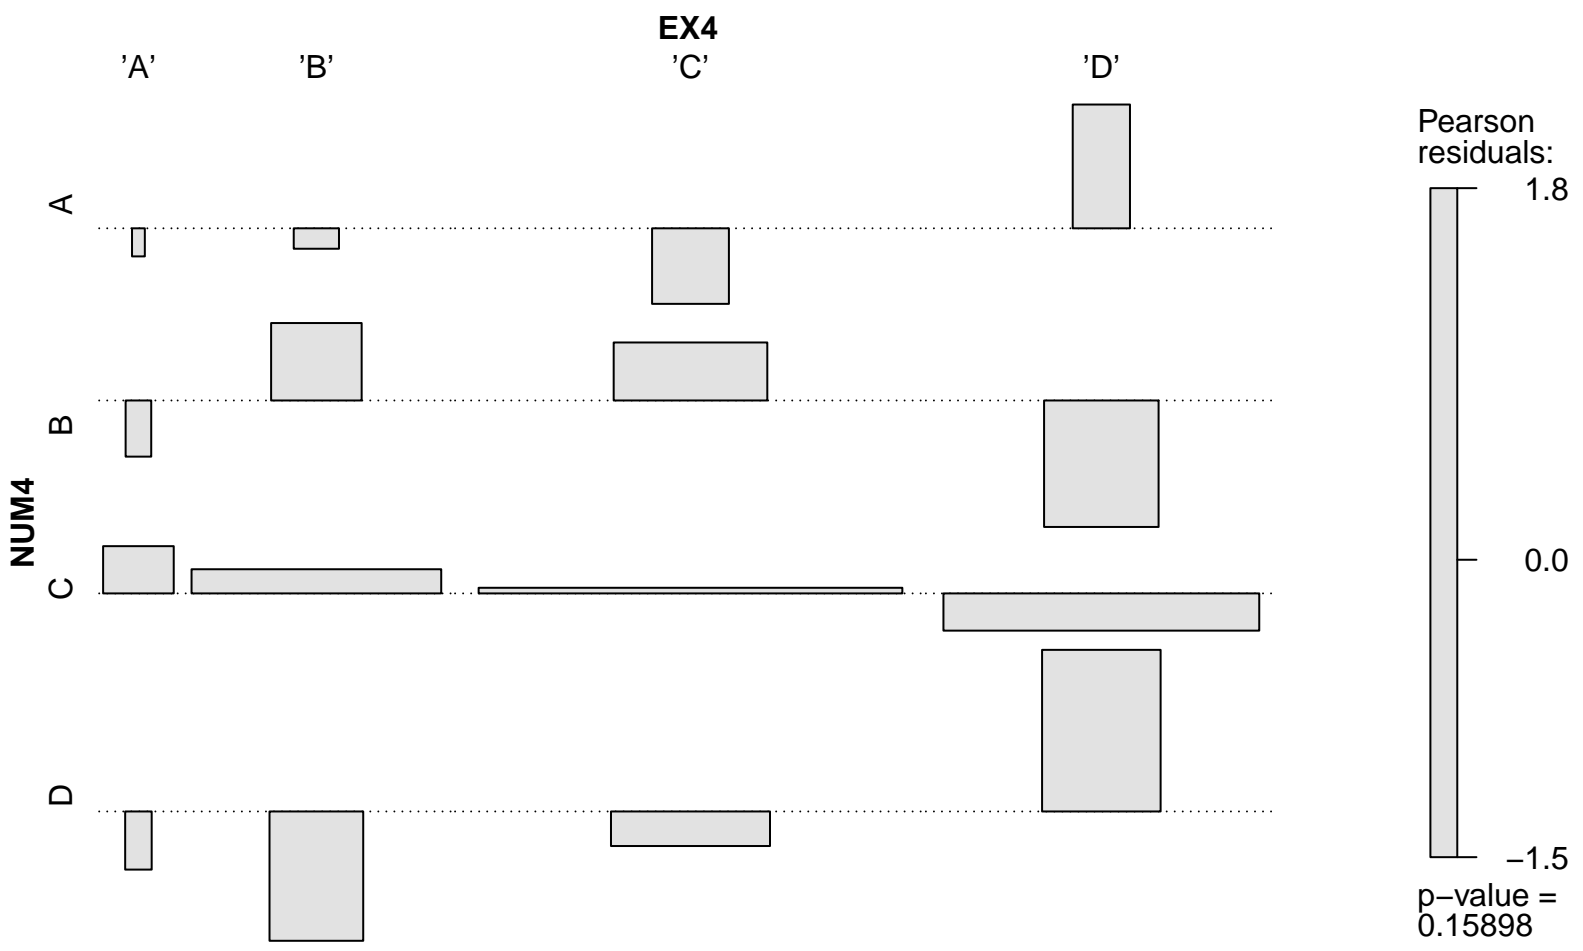 EX4
’A’ ’B’ ’C’ ’D’
Pearson
residuals:
1.8
0.0
−1.5
p−value =
0.15898
NUM4
A
B
C
D